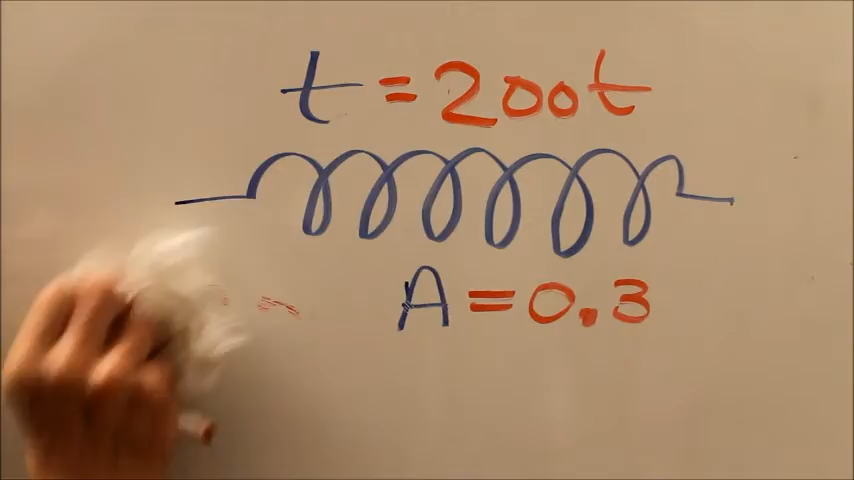 t = 200t
A = 0.3